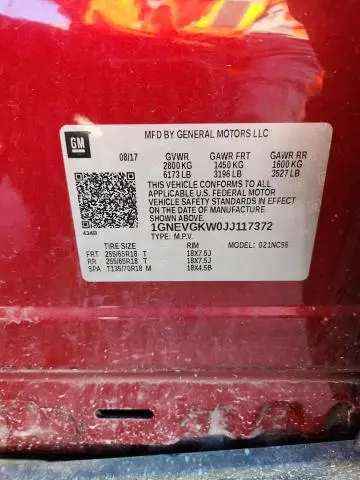 MFD BY GENERAL MOTORS LLC
GM
08/17 GVWR GAWR FRT GAWR RR
2800 KG 1450 KG 1600 KG
6173 LB 3196 LB 3527 LB
THIS VEHICLE CONFORMS TO ALL
APPLICABLE U.S. FEDERAL MOTOR
VEHICLE SAFETY STANDARDS IN EFFECT
ON THE DATE OF MANUFACTURE
SHOWN ABOVE.
1GNEVGKW0JJ117372
434B TYPE: M.P.V. MODEL: 021NC56
TIRE SIZE RIM
FRT 255/65R18 T 18X7.5J
RR 255/65R18 T 18X7.5J
SPA T135/70R18 M 18X4.5B